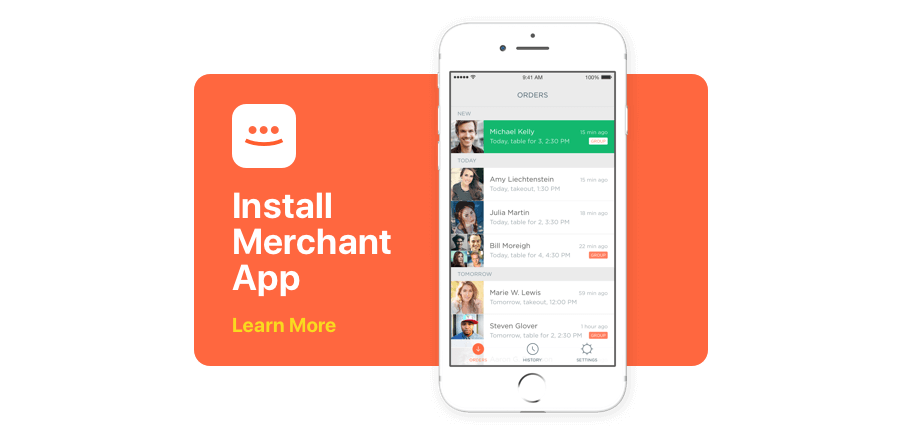 Install
Merchant
App
Learn More
9:41 AM
100%
ORDERS
NEW
Michael Kelly
15 min ago
Today, table for 3, 2:30 PM
GROUP
TODAY
Amy Liechtenstein
15 min ago
Today, takeout, 1:30 PM
Julia Martin
19 min ago
Today, table for 2, 3:30 PM
Bill Moreigh
22 min ago
Today, table for 4, 4:30 PM
GROUP
TOMORROW
Marie W. Lewis
59 min ago
Tomorrow, takeout, 12:00 PM
Steven Glover
1 hour ago
Tomorrow, table for 2, 2:30 PM
GROUP
ORDERS
HISTORY
SETTINGS